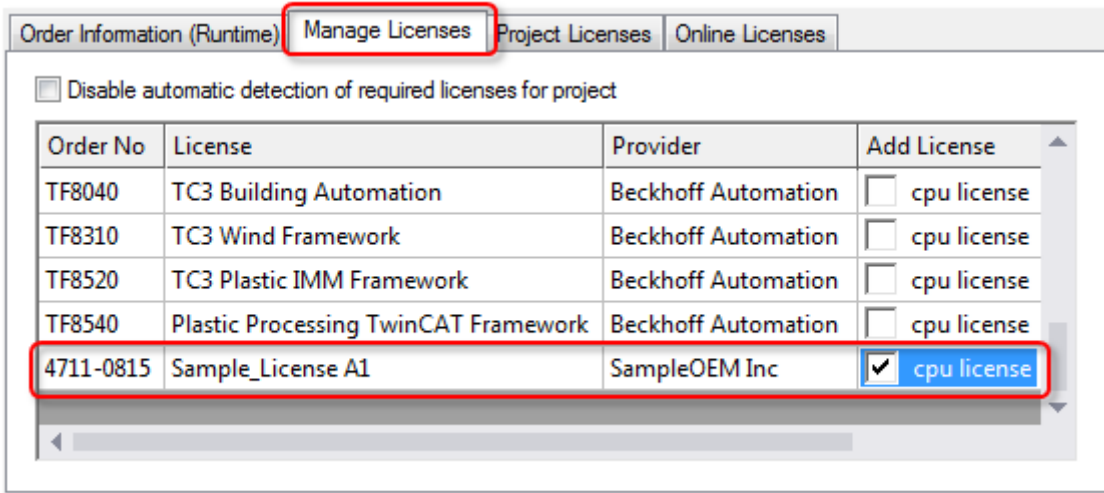 Order Information (Runtime) Manage Licenses Project Licenses Online Licenses
Disable automatic detection of required licenses for project
Order No License Provider Add License
TF8040 TC3 Building Automation Beckhoff Automation cpu license
TF8310 TC3 Wind Framework Beckhoff Automation cpu license
TF8520 TC3 Plastic IMM Framework Beckhoff Automation cpu license
TF8540 Plastic Processing TwinCAT Framework Beckhoff Automation cpu license
4711-0815 Sample_License A1 SampleOEM Inc cpu license